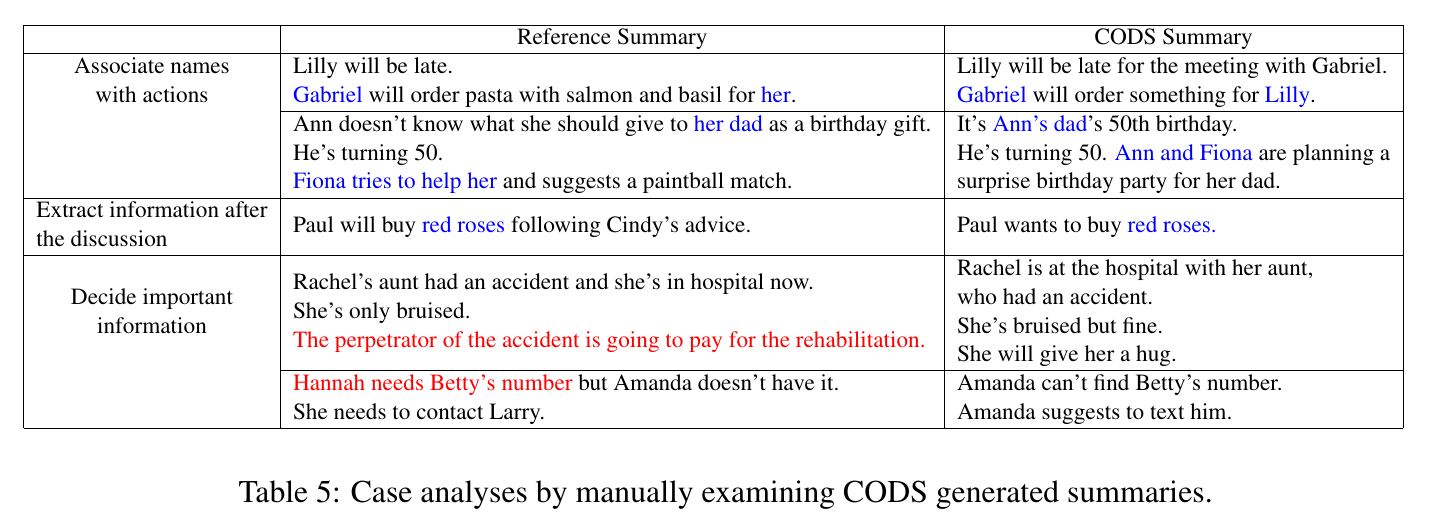 Reference Summary
CODS Summary
Associate names
with actions
Lilly will be late.
Gabriel will order pasta with salmon and basil for her.
Lilly will be late for the meeting with Gabriel.
Gabriel will order something for Lilly.
Ann doesn't know what she should give to her dad as a birthday gift.
He's turning 50.
Fiona tries to help her and suggests a paintball match.
It's Ann's dad's 50th birthday.
He's turning 50. Ann and Fiona are planning a
surprise birthday party for her dad.
Extract information after
the discussion
Paul will buy red roses following Cindy's advice.
Paul wants to buy red roses.
Decide important
information
Rachel's aunt had an accident and she's in hospital now.
She's only bruised.
The perpetrator of the accident is going to pay for the rehabilitation.
Rachel is at the hospital with her aunt,
who had an accident.
She's bruised but fine.
She will give her a hug.
Hannah needs Betty's number but Amanda doesn't have it.
She needs to contact Larry.
Amanda can't find Betty's number.
Amanda suggests to text him.
Table 5: Case analyses by manually examining CODS generated summaries.